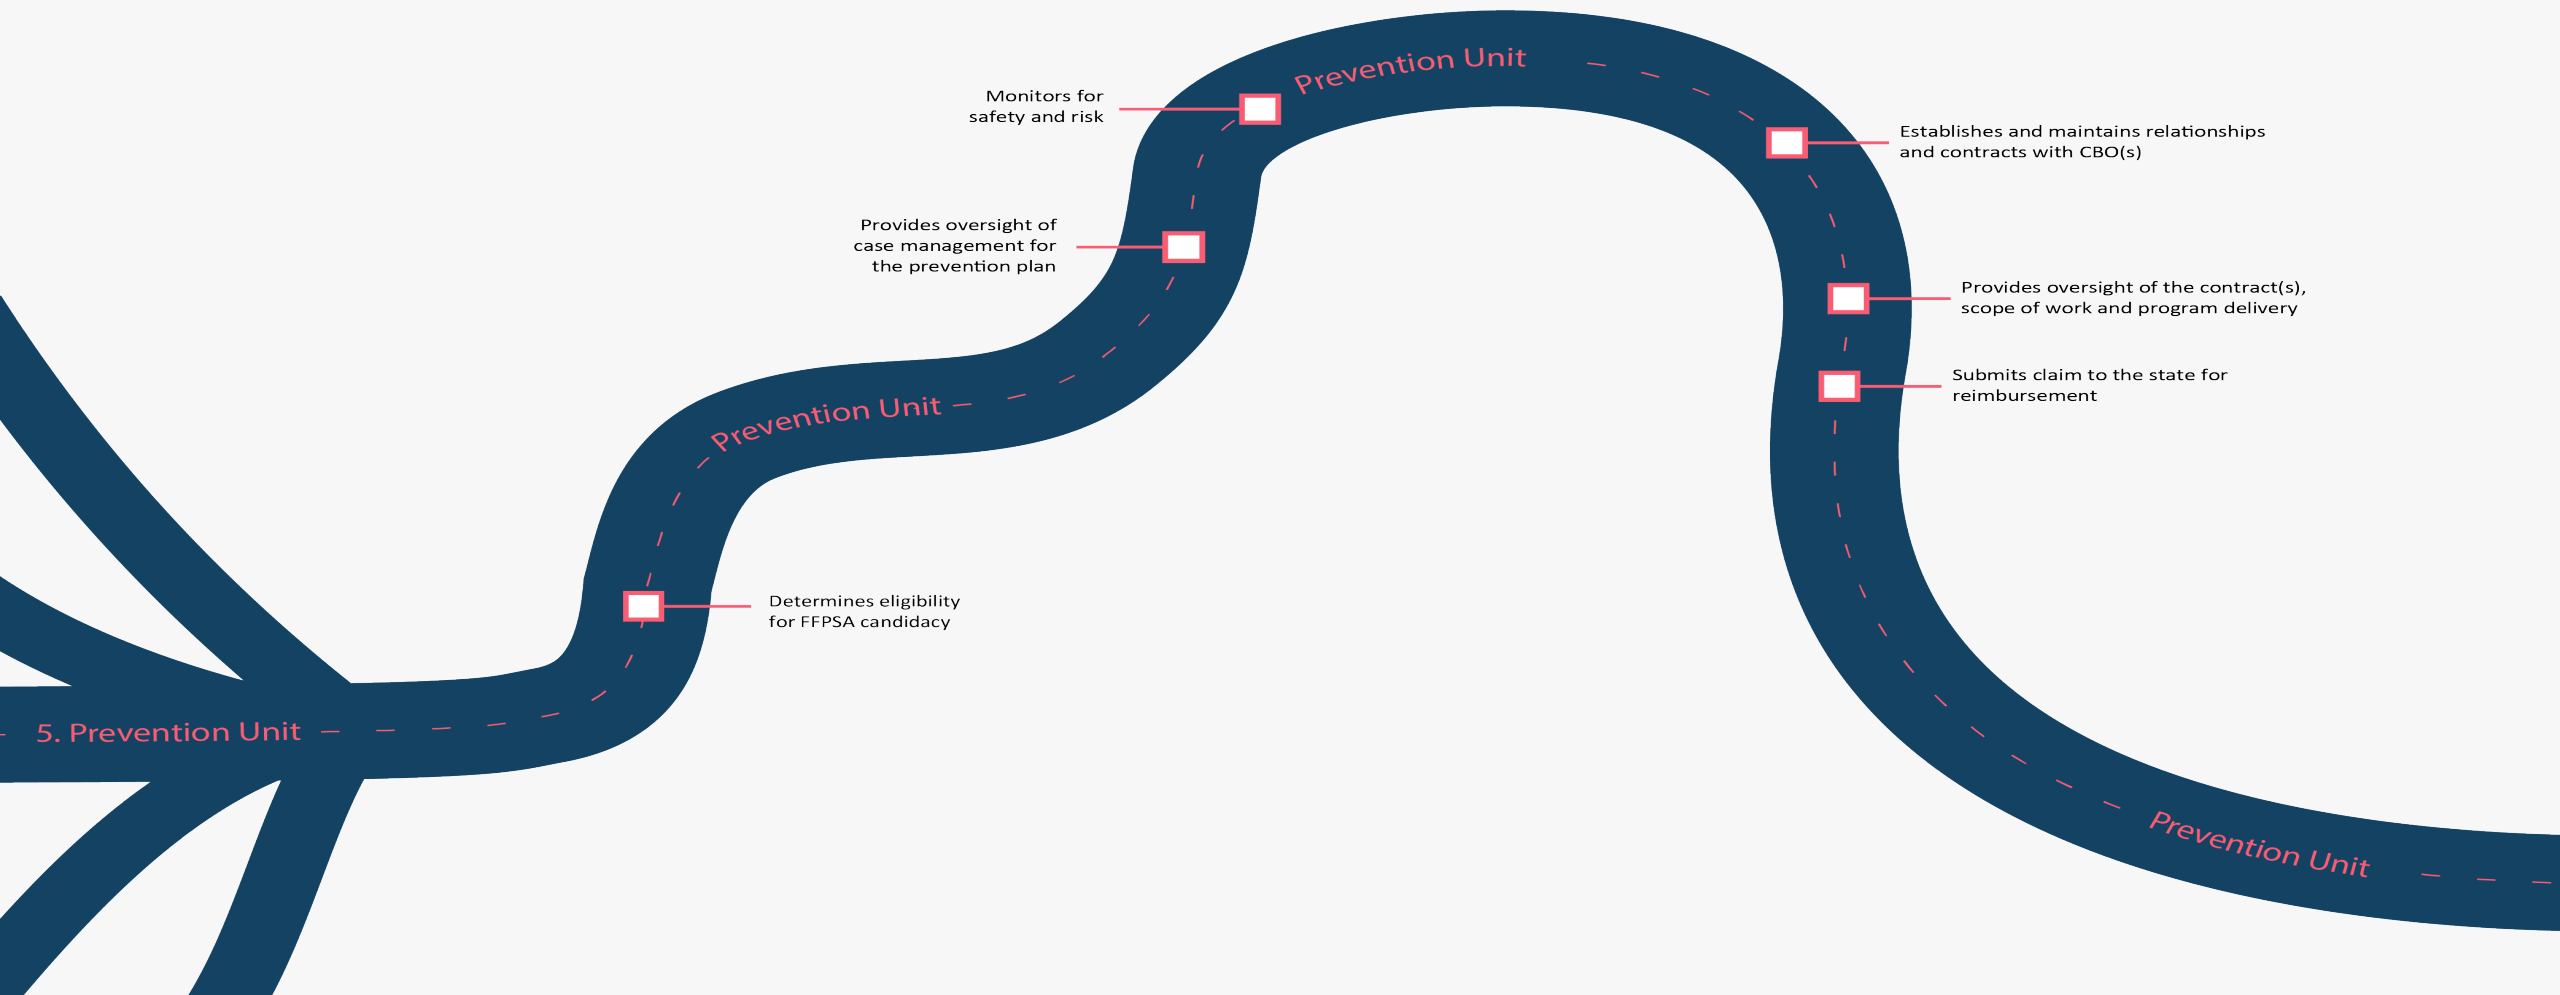 5. Prevention Unit
Determines eligibility
for FFPSA candidacy
Prevention Unit
Provides oversight of
case management for
the prevention plan
Monitors for
safety and risk
Prevention Unit
Establishes and maintains relationships
and contracts with CBO(s)
Provides oversight of the contract(s),
scope of work and program delivery
Submits claim to the state for
reimbursement
Prevention Unit